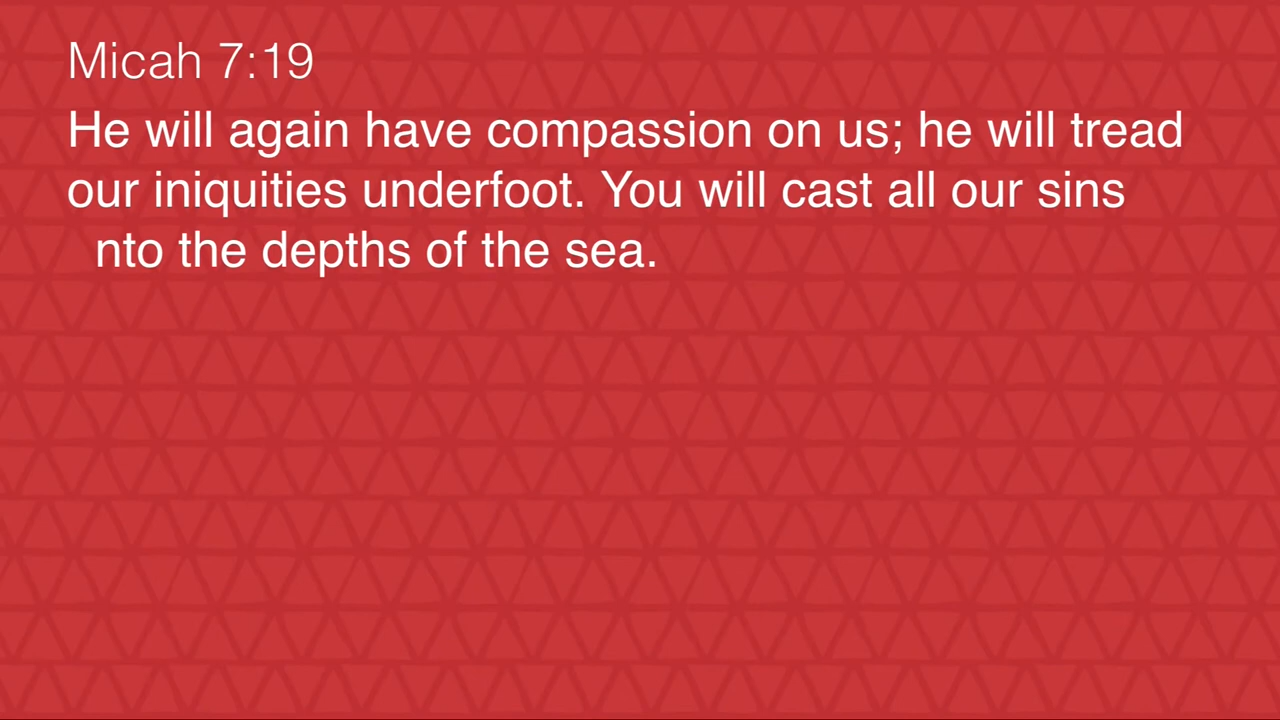 Micah 7:19
He will again have compassion on us; he will tread
our iniquities underfoot. You will cast all our sins
nto the depths of the sea.